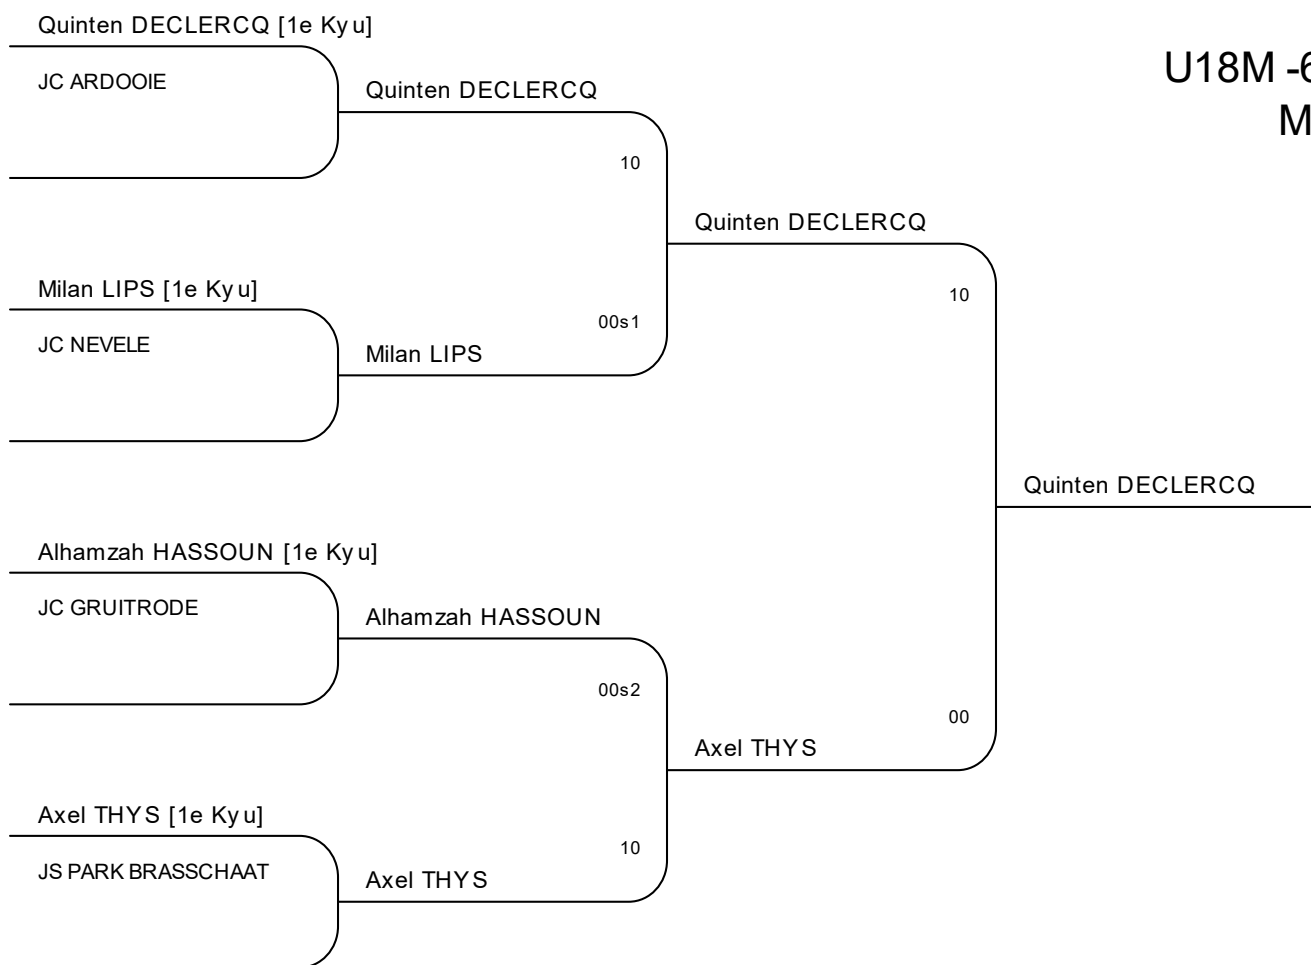 Quinten DECLERCQ [1e Kyu]
JC ARDOOIE
Quinten DECLERCQ
10
U18M -6
M
Quinten DECLERCQ
10
Milan LIPS [1e Kyu]
JC NEVELE
00s1
Milan LIPS
Quinten DECLERCQ
Alhamzah HASSOUN [1e Kyu]
JC GRUITRODE
Alhamzah HASSOUN
00s2
00
Axel THYS
Axel THYS [1e Kyu]
JS PARK BRASSCHAAT
10
Axel THYS